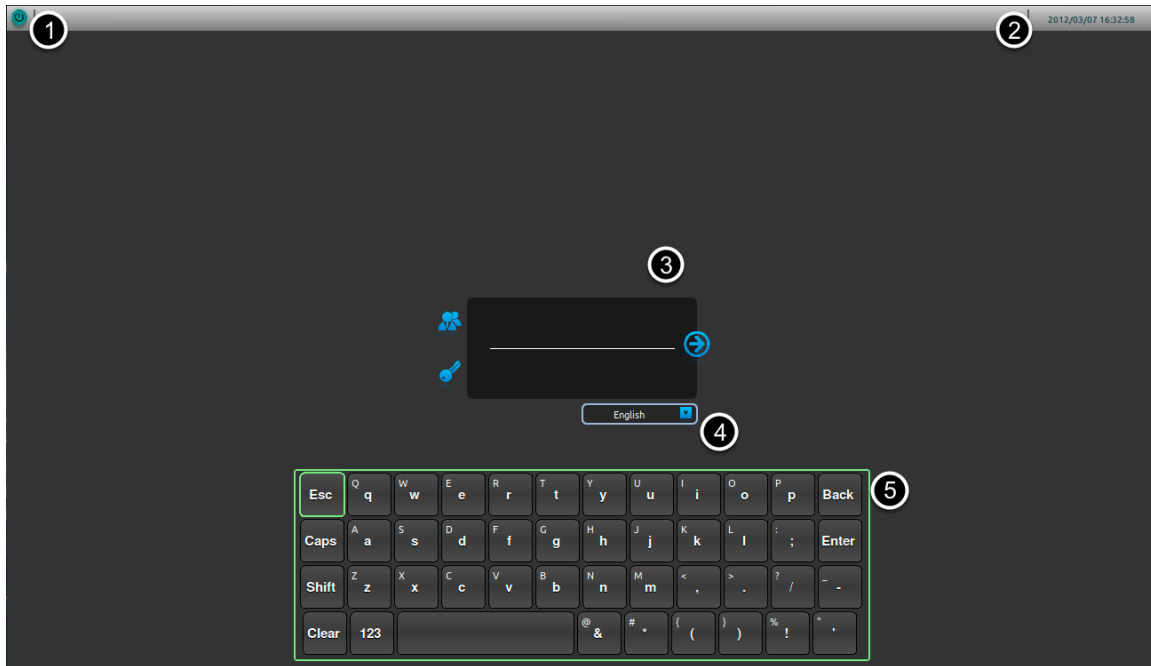 1
2
2012/03/07 16:32:58
3
English
4
5
Esc Q q W w E e R r T t Y y U u I i O o P p Back
Caps A a S s D d F f G g H h J j K k L l : ; Enter
Shift Z z X x C c V v B b N n M m < , > . ? / _ -
Clear 123 @ & # * { ( } ) % ! " '